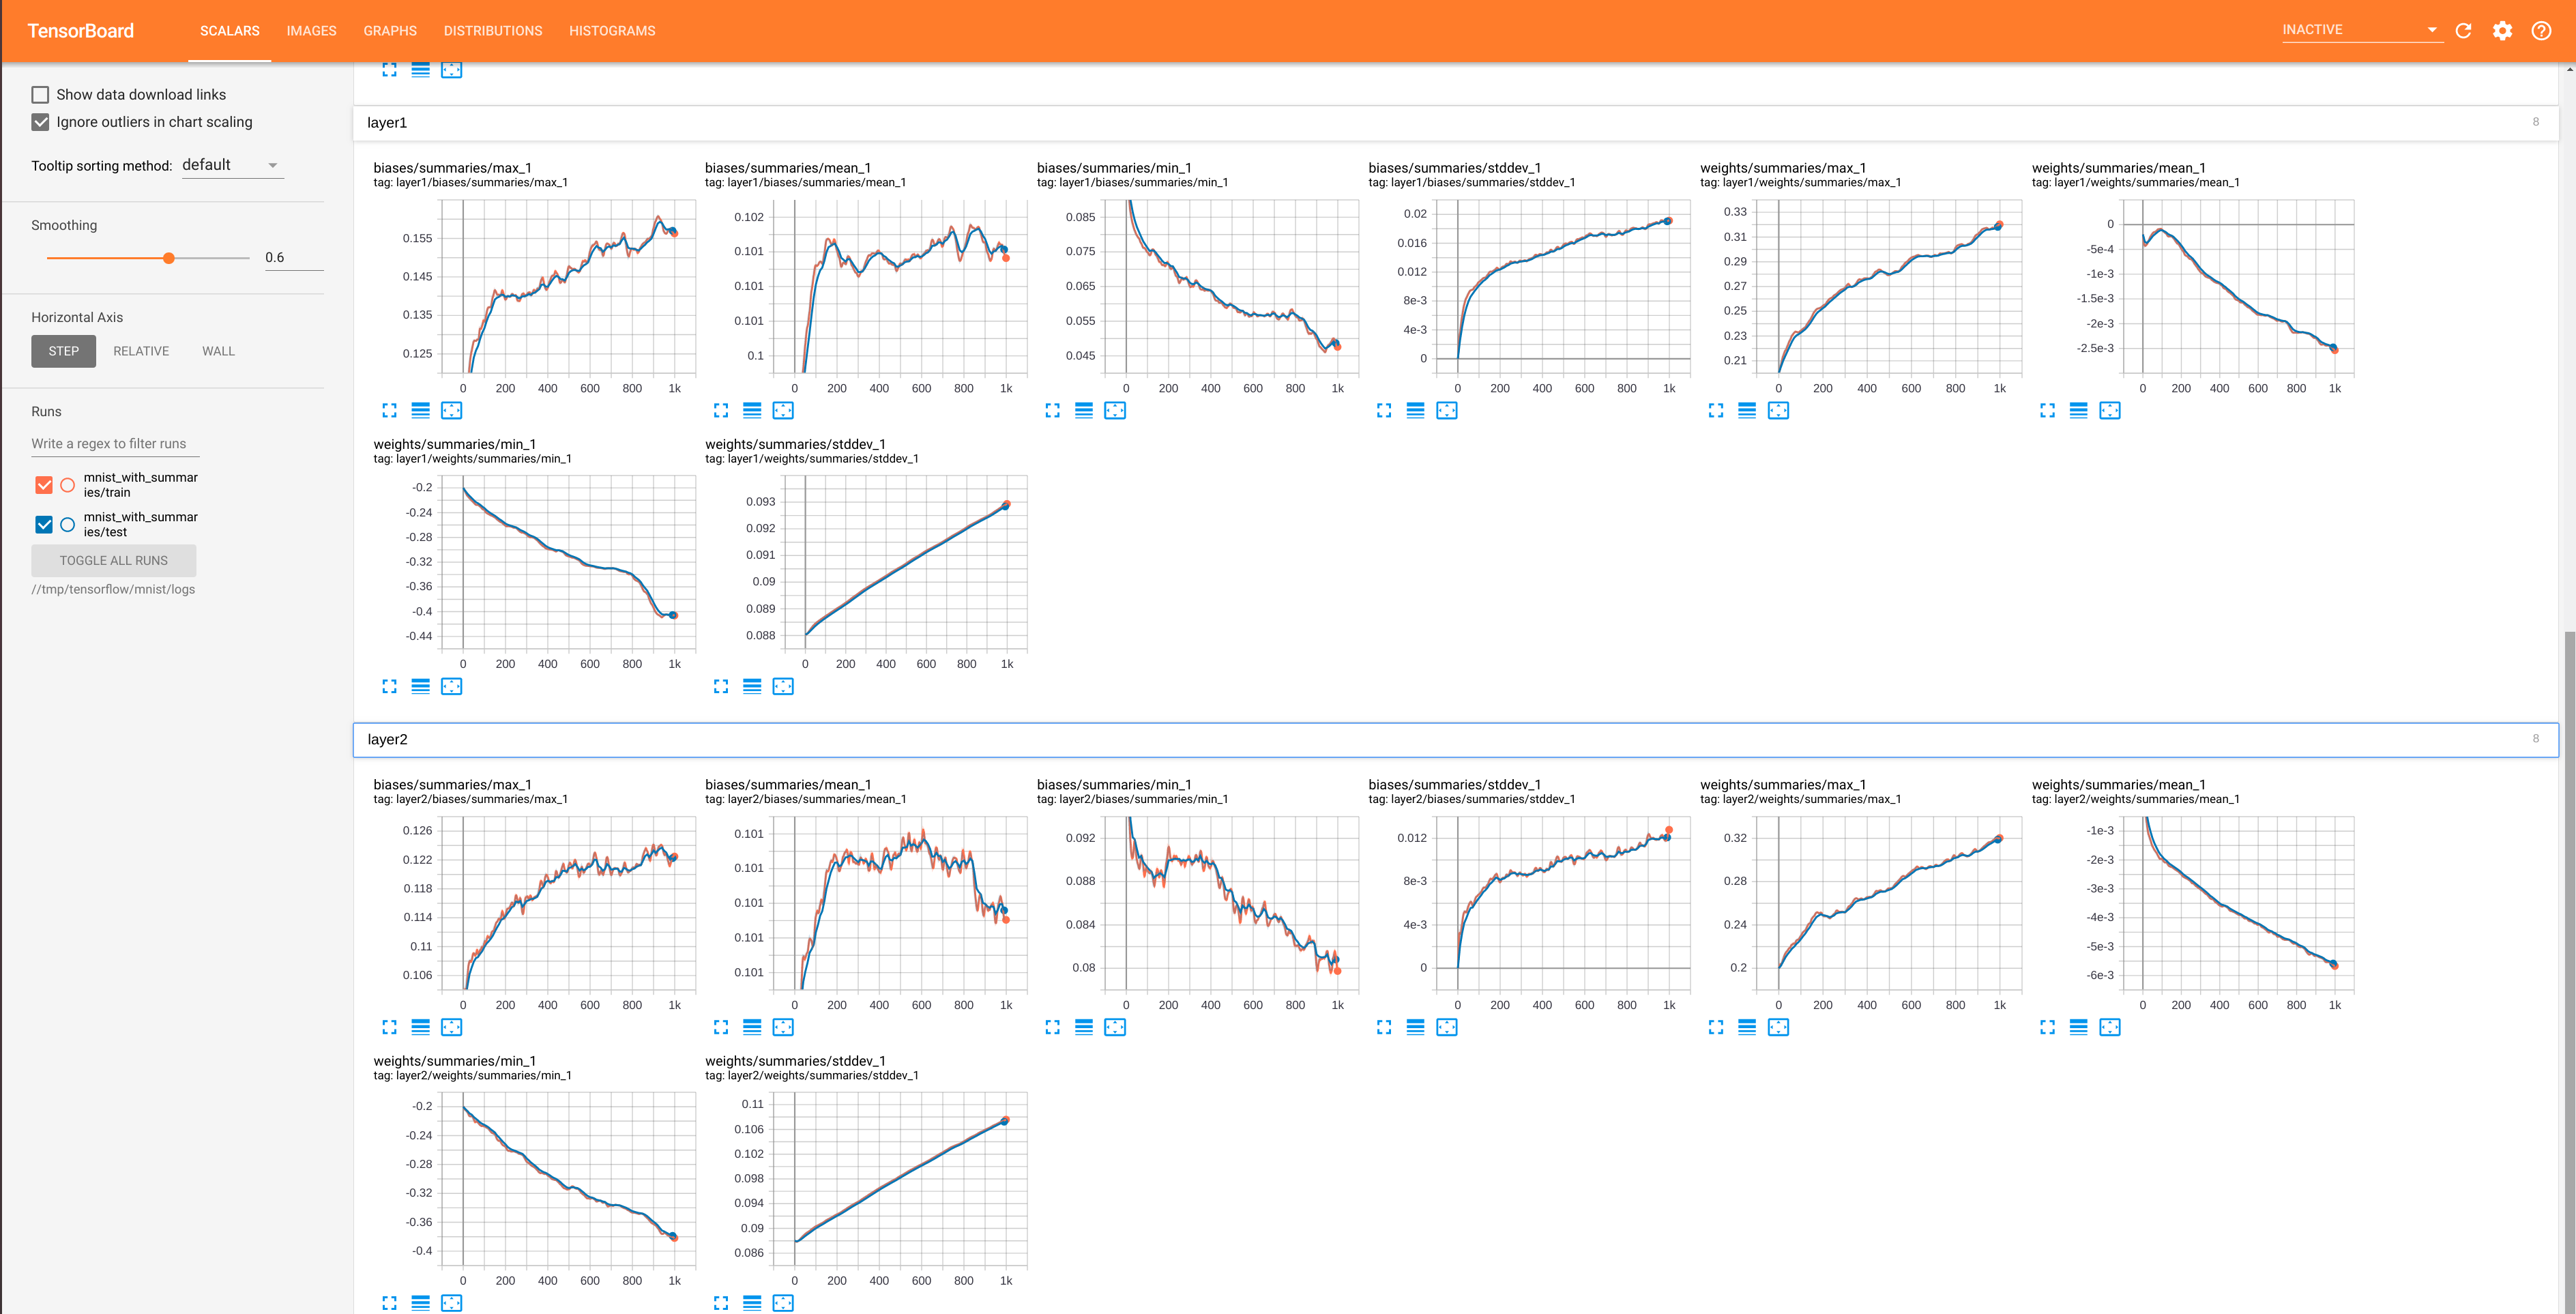 TensorBoard
SCALARS IMAGES GRAPHS DISTRIBUTIONS HISTOGRAMS
INACTIVE
Show data download links
Ignore outliers in chart scaling
Tooltip sorting method: default
Smoothing
0.6
Horizontal Axis
STEP RELATIVE WALL
Runs
Write a regex to filter runs
mnist_with_summar
ies/train
mnist_with_summar
ies/test
TOGGLE ALL RUNS
//tmp/tensorflow/mnist/logs
layer1 8
biases/summaries/max_1
tag: layer1/biases/summaries/max_1
0.155
0.145
0.135
0.125
0 200 400 600 800 1k
biases/summaries/mean_1
tag: layer1/biases/summaries/mean_1
0.102
0.101
0.101
0.101
0.1
0 200 400 600 800 1k
biases/summaries/min_1
tag: layer1/biases/summaries/min_1
0.085
0.075
0.065
0.055
0.045
0 200 400 600 800 1k
biases/summaries/stddev_1
tag: layer1/biases/summaries/stddev_1
0.02
0.016
0.012
8e-3
4e-3
0
0 200 400 600 800 1k
weights/summaries/max_1
tag: layer1/weights/summaries/max_1
0.33
0.31
0.29
0.27
0.25
0.23
0.21
0 200 400 600 800 1k
weights/summaries/mean_1
tag: layer1/weights/summaries/mean_1
0
-5e-4
-1e-3
-1.5e-3
-2e-3
-2.5e-3
0 200 400 600 800 1k
weights/summaries/min_1
tag: layer1/weights/summaries/min_1
-0.2
-0.24
-0.28
-0.32
-0.36
-0.4
-0.44
0 200 400 600 800 1k
weights/summaries/stddev_1
tag: layer1/weights/summaries/stddev_1
0.093
0.092
0.091
0.09
0.089
0.088
0 200 400 600 800 1k
layer2 8
biases/summaries/max_1
tag: layer2/biases/summaries/max_1
0.126
0.122
0.118
0.114
0.11
0.106
0 200 400 600 800 1k
biases/summaries/mean_1
tag: layer2/biases/summaries/mean_1
0.101
0.101
0.101
0.101
0.101
0 200 400 600 800 1k
biases/summaries/min_1
tag: layer2/biases/summaries/min_1
0.092
0.088
0.084
0.08
0 200 400 600 800 1k
biases/summaries/stddev_1
tag: layer2/biases/summaries/stddev_1
0.012
8e-3
4e-3
0
0 200 400 600 800 1k
weights/summaries/max_1
tag: layer2/weights/summaries/max_1
0.32
0.28
0.24
0.2
0 200 400 600 800 1k
weights/summaries/mean_1
tag: layer2/weights/summaries/mean_1
-1e-3
-2e-3
-3e-3
-4e-3
-5e-3
-6e-3
0 200 400 600 800 1k
weights/summaries/min_1
tag: layer2/weights/summaries/min_1
-0.2
-0.24
-0.28
-0.32
-0.36
-0.4
0 200 400 600 800 1k
weights/summaries/stddev_1
tag: layer2/weights/summaries/stddev_1
0.11
0.106
0.102
0.098
0.094
0.09
0.086
0 200 400 600 800 1k